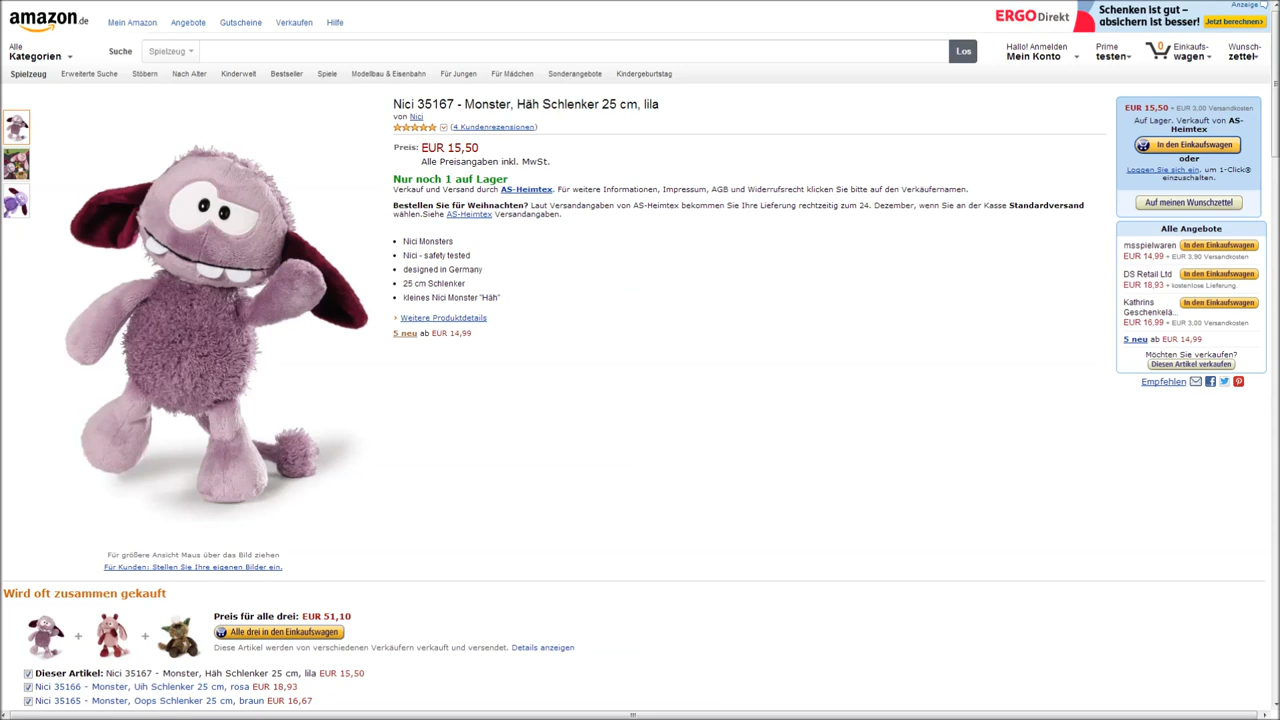 amazon.de
Mein Amazon Angebote Gutscheine Verkaufen Hilfe
Anzeige
ERGO Direkt
Schenken ist gut –
absichern ist besser!
Jetzt berechnen>
Alle
Kategorien
Suche
Spielzeug
Los
Hallo! Anmelden
Mein Konto
Prime
testen
0
Einkaufs-
wagen
Wunsch-
zettel
Spielzeug Erweiterte Suche Stöbern Nach Alter Kinderwelt Bestseller Spiele Modellbau & Eisenbahn Für Jungen Für Mädchen Sonderangebote Kindergeburtstag
Nici 35167 - Monster, Häh Schlenker 25 cm, lila
von Nici
(4 Kundenrezensionen)
Preis: EUR 15,50
Alle Preisangaben inkl. MwSt.
Nur noch 1 auf Lager
Verkauf und Versand durch AS-Heimtex. Für weitere Informationen, Impressum, AGB und Widerrufsrecht klicken Sie bitte auf den Verkäufernamen.
Bestellen Sie für Weihnachten? Laut Versandangaben von AS-Heimtex bekommen Sie Ihre Lieferung rechtzeitig zum 24. Dezember, wenn Sie an der Kasse Standardversand
wählen.Siehe AS-Heimtex Versandangaben.
Nici Monsters
Nici - safety tested
designed in Germany
25 cm Schlenker
kleines Nici Monster "Häh"
Weitere Produktdetails
5 neu ab EUR 14,99
EUR 15,50 + EUR 3,00 Versandkosten
Auf Lager. Verkauft von AS-
Heimtex
In den Einkaufswagen
oder
Loggen Sie sich ein, um 1-Click®
einzuschalten.
Auf meinen Wunschzettel
Alle Angebote
msspielwaren In den Einkaufswagen
EUR 14,99 + EUR 3,90 Versandkosten
DS Retail Ltd In den Einkaufswagen
EUR 18,93 + kostenlose Lieferung.
Kathrins In den Einkaufswagen
Geschenkelä...
EUR 16,99 + EUR 3,00 Versandkosten
5 neu ab EUR 14,99
Möchten Sie verkaufen?
Diesen Artikel verkaufen
Empfehlen
Für größere Ansicht Maus über das Bild ziehen
Für Kunden: Stellen Sie Ihre eigenen Bilder ein.
Wird oft zusammen gekauft
Preis für alle drei: EUR 51,10
Alle drei in den Einkaufswagen
Diese Artikel werden von verschiedenen Verkäufern verkauft und versendet. Details anzeigen
Dieser Artikel: Nici 35167 - Monster, Häh Schlenker 25 cm, lila EUR 15,50
Nici 35166 - Monster, Uih Schlenker 25 cm, rosa EUR 18,93
Nici 35165 - Monster, Oops Schlenker 25 cm, braun EUR 16,67